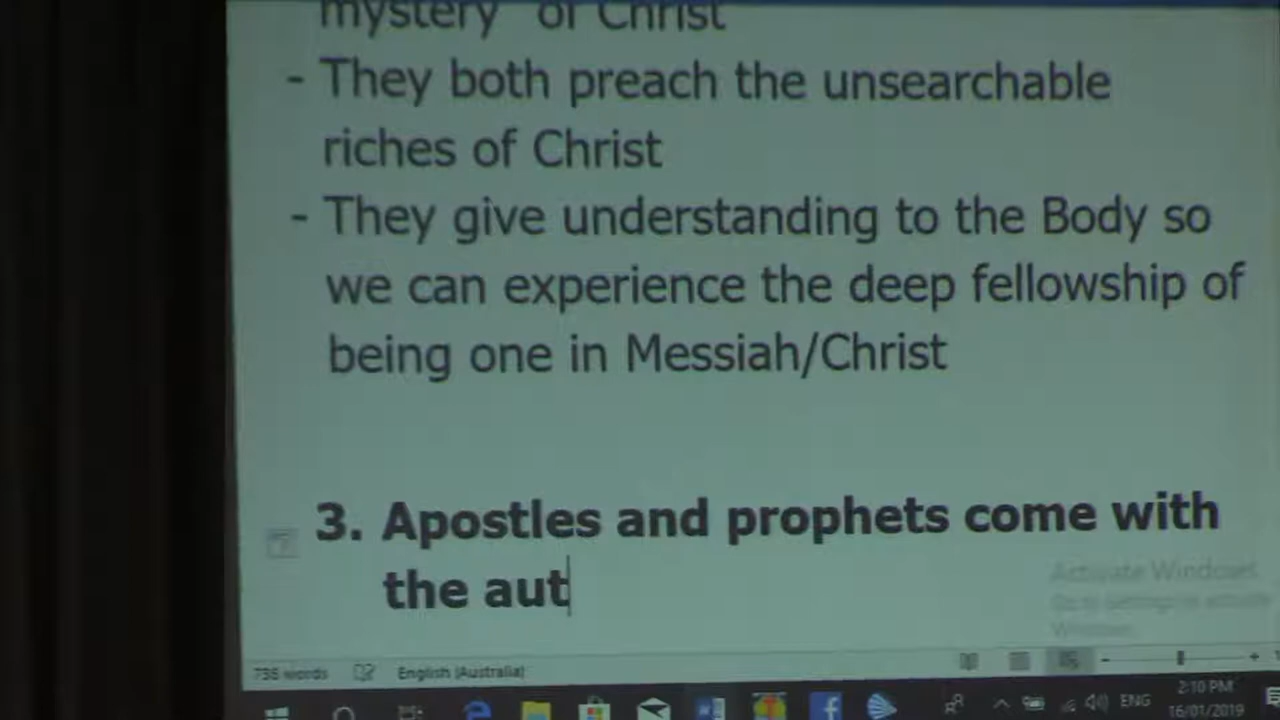 mystery of Christ
- They both preach the unsearchable
riches of Christ
- They give understanding to the Body so
we can experience the deep fellowship of
being one in Messiah/Christ
3. Apostles and prophets come with
the aut
Activate Windows
Go to Settings to activate
Windows.
735 words English (Australia)
ENG
2:10 PM
16/01/2019